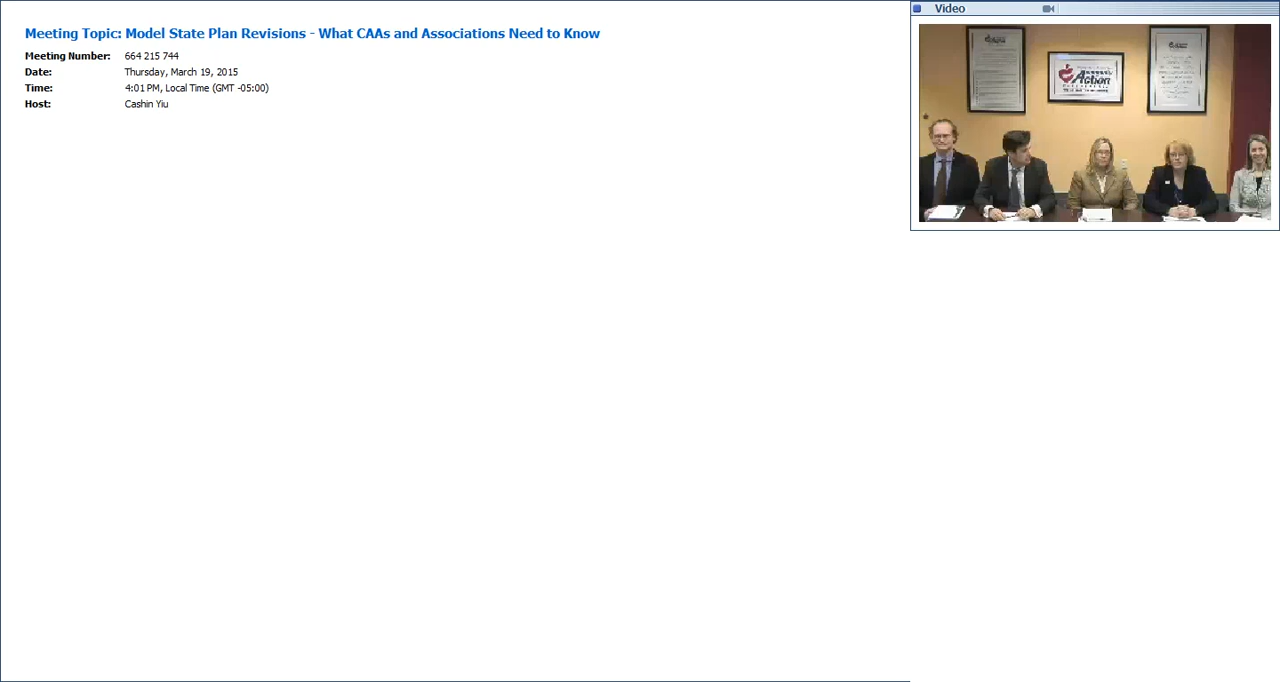 Meeting Topic: Model State Plan Revisions - What CAAs and Associations Need to Know
Meeting Number: 664 215 744
Date: Thursday, March 19, 2015
Time: 4:01 PM, Local Time (GMT -05:00)
Host: Cashin Yiu
Video
Action